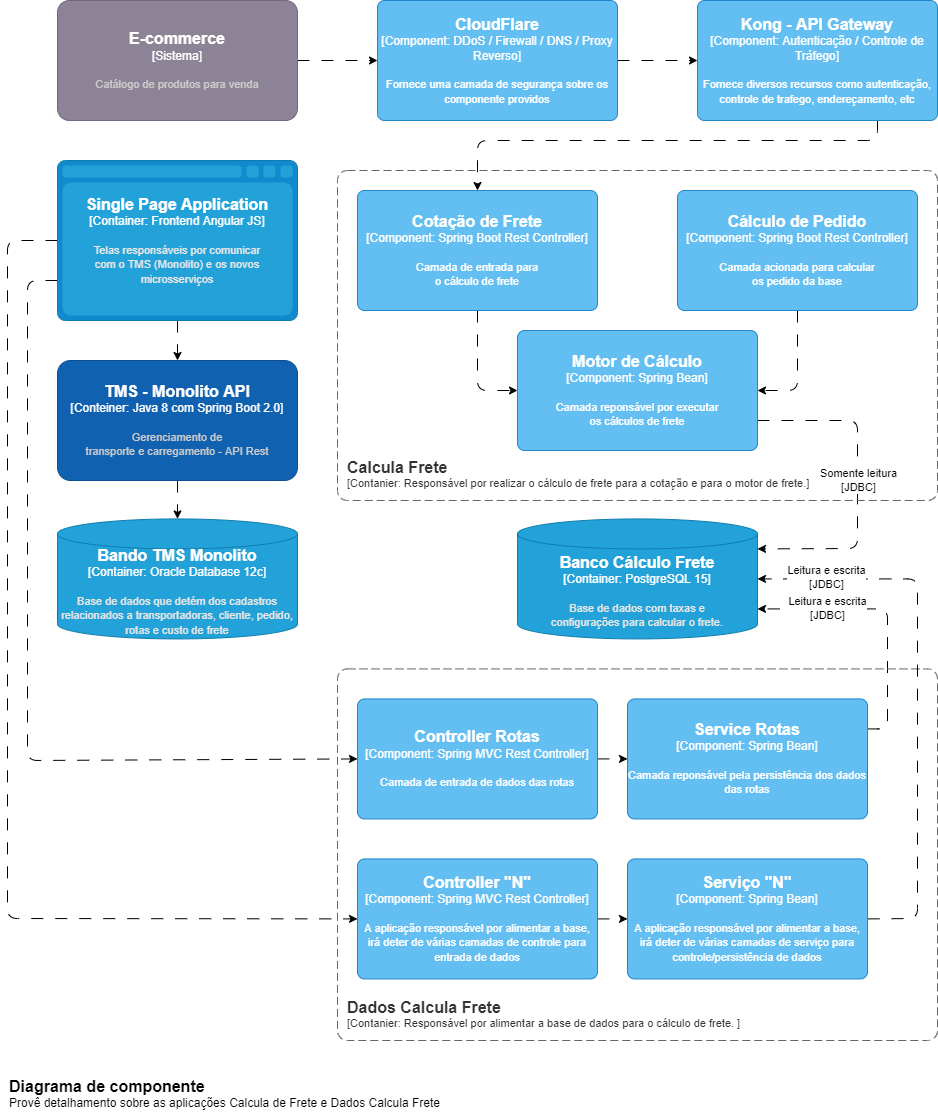 E-commerce
[Sistema]
Catálogo de produtos para venda
CloudFlare
[Component: DDoS / Firewall / DNS / Proxy
Reverso]
Fornece uma camada de segurança sobre os
componente providos
Kong - API Gateway
[Component: Autenticação / Controle de
Tráfego]
Fornece diversos recursos como autenticação,
controle de trafego, endereçamento, etc
Single Page Application
[Container: Frontend Angular JS]
Telas responsáveis por comunicar
com o TMS (Monolito) e os novos
microsserviços
Cotação de Frete
[Component: Spring Boot Rest Controller]
Camada de entrada para
o cálculo de frete
Cálculo de Pedido
[Component: Spring Boot Rest Controller]
Camada acionada para calcular
os pedido da base
Motor de Cálculo
[Component: Spring Bean]
Camada reponsável por executar
os cálculos de frete
TMS - Monolito API
[Conteiner: Java 8 com Spring Boot 2.0]
Gerenciamento de
transporte e carregamento - API Rest
Calcula Frete
[Contanier: Responsável por realizar o cálculo de frete para a cotação e para o motor de frete.]
Somente leitura
[JDBC]
Bando TMS Monolito
[Container: Oracle Database 12c]
Base de dados que detém dos cadastros
relacionados a transportadoras, cliente, pedido,
rotas e custo de frete
Banco Cálculo Frete
[Container: PostgreSQL 15]
Base de dados com taxas e
configurações para calcular o frete.
Leitura e escrita
[JDBC]
Leitura e escrita
[JDBC]
Controller Rotas
[Component: Spring MVC Rest Controller]
Camada de entrada de dados das rotas
Service Rotas
[Component: Spring Bean]
Camada reponsável pela persistência dos dados
das rotas
Controller "N"
[Component: Spring MVC Rest Controller]
A aplicação responsável por alimentar a base,
irá deter de várias camadas de controle para
entrada de dados
Serviço "N"
[Component: Spring Bean]
A aplicação responsável por alimentar a base,
irá deter de várias camadas de serviço para
controle/persistência de dados
Dados Calcula Frete
[Contanier: Responsável por alimentar a base de dados para o cálculo de frete. ]
Diagrama de componente
Provê detalhamento sobre as aplicações Calcula de Frete e Dados Calcula Frete